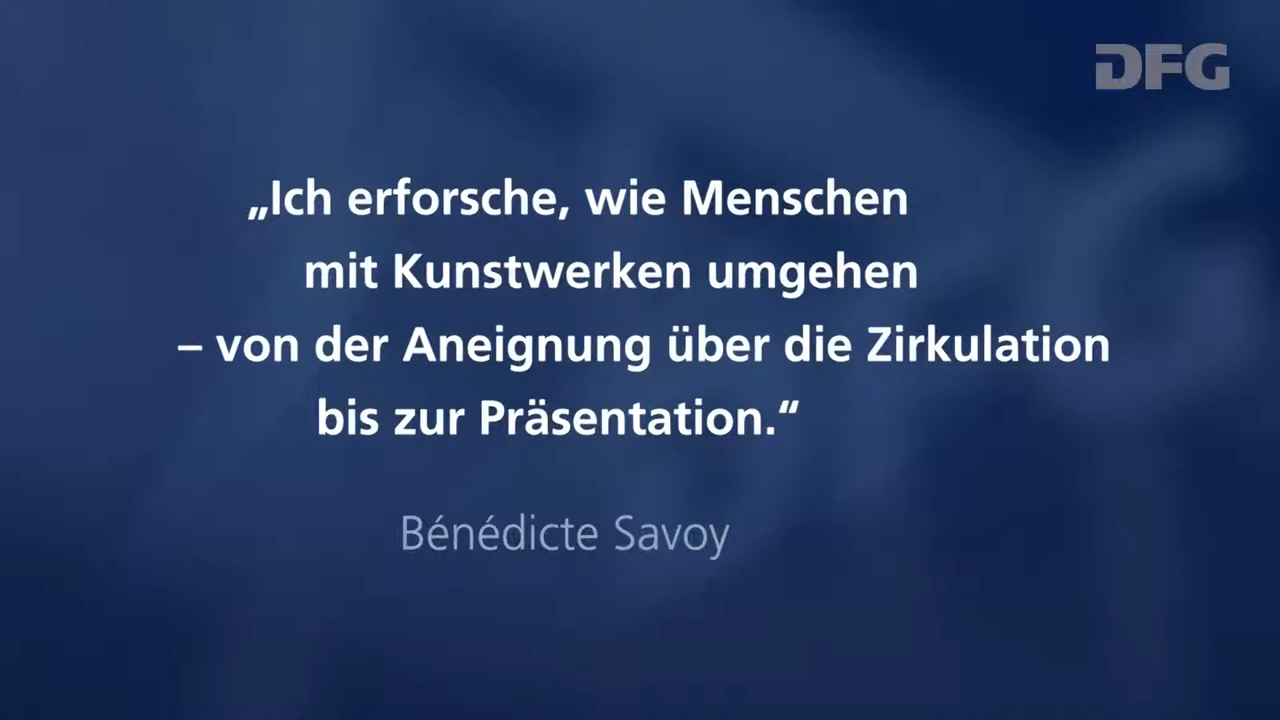 DFG
„Ich erforsche, wie Menschen
mit Kunstwerken umgehen
– von der Aneignung über die Zirkulation
bis zur Präsentation.“
Bénédicte Savoy